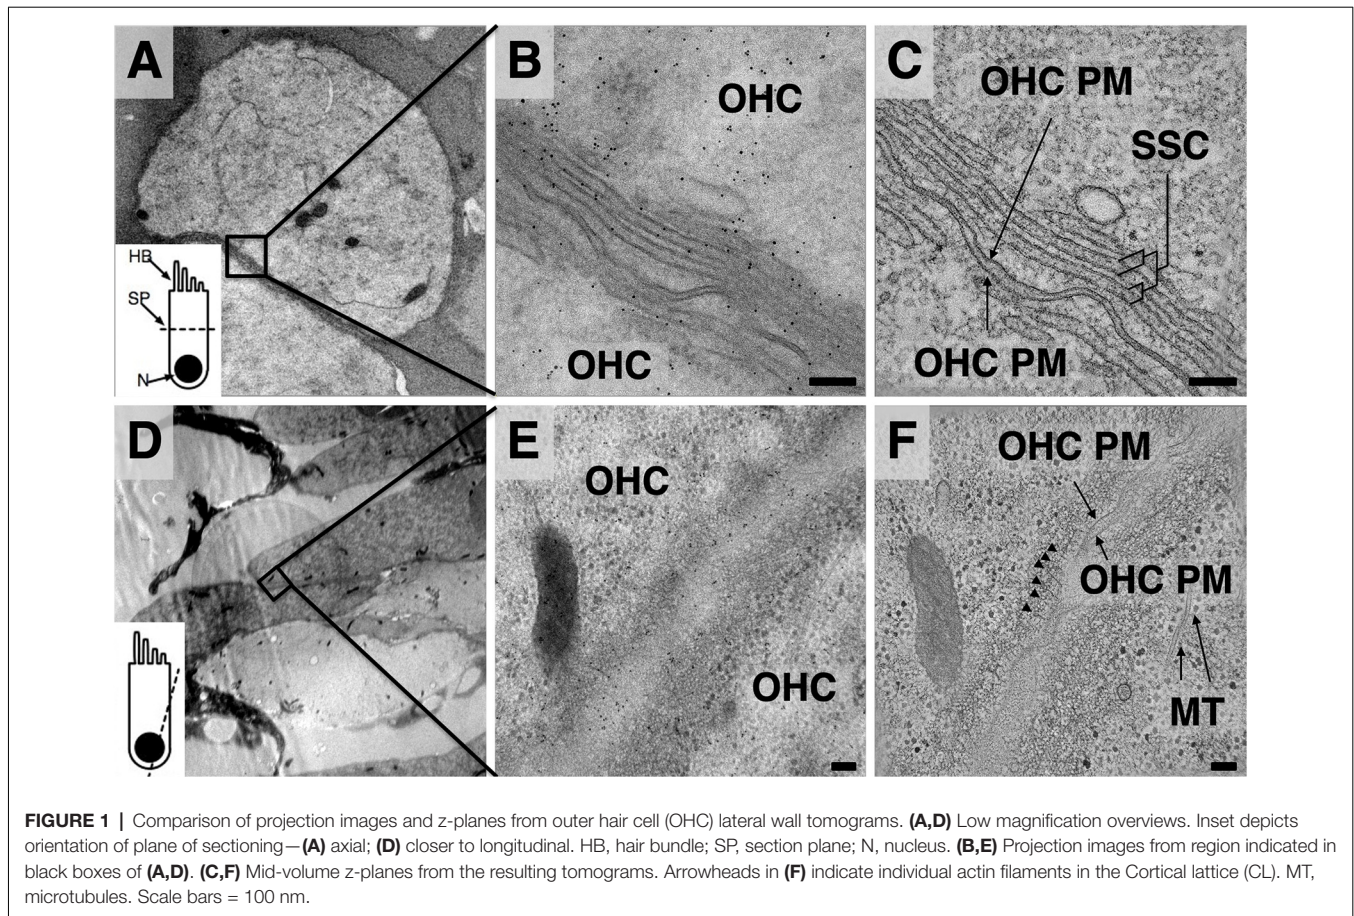 A
HB
SP
N
B
OHC
OHC
C
OHC PM
SSC
OHC PM
D
E
OHC
OHC
F
OHC PM
OHC PM
MT
FIGURE 1 | Comparison of projection images and z-planes from outer hair cell (OHC) lateral wall tomograms. (A,D) Low magnification overviews. Inset depicts
orientation of plane of sectioning—(A) axial; (D) closer to longitudinal. HB, hair bundle; SP, section plane; N, nucleus. (B,E) Projection images from region indicated in
black boxes of (A,D). (C,F) Mid-volume z-planes from the resulting tomograms. Arrowheads in (F) indicate individual actin filaments in the Cortical lattice (CL). MT,
microtubules. Scale bars = 100 nm.